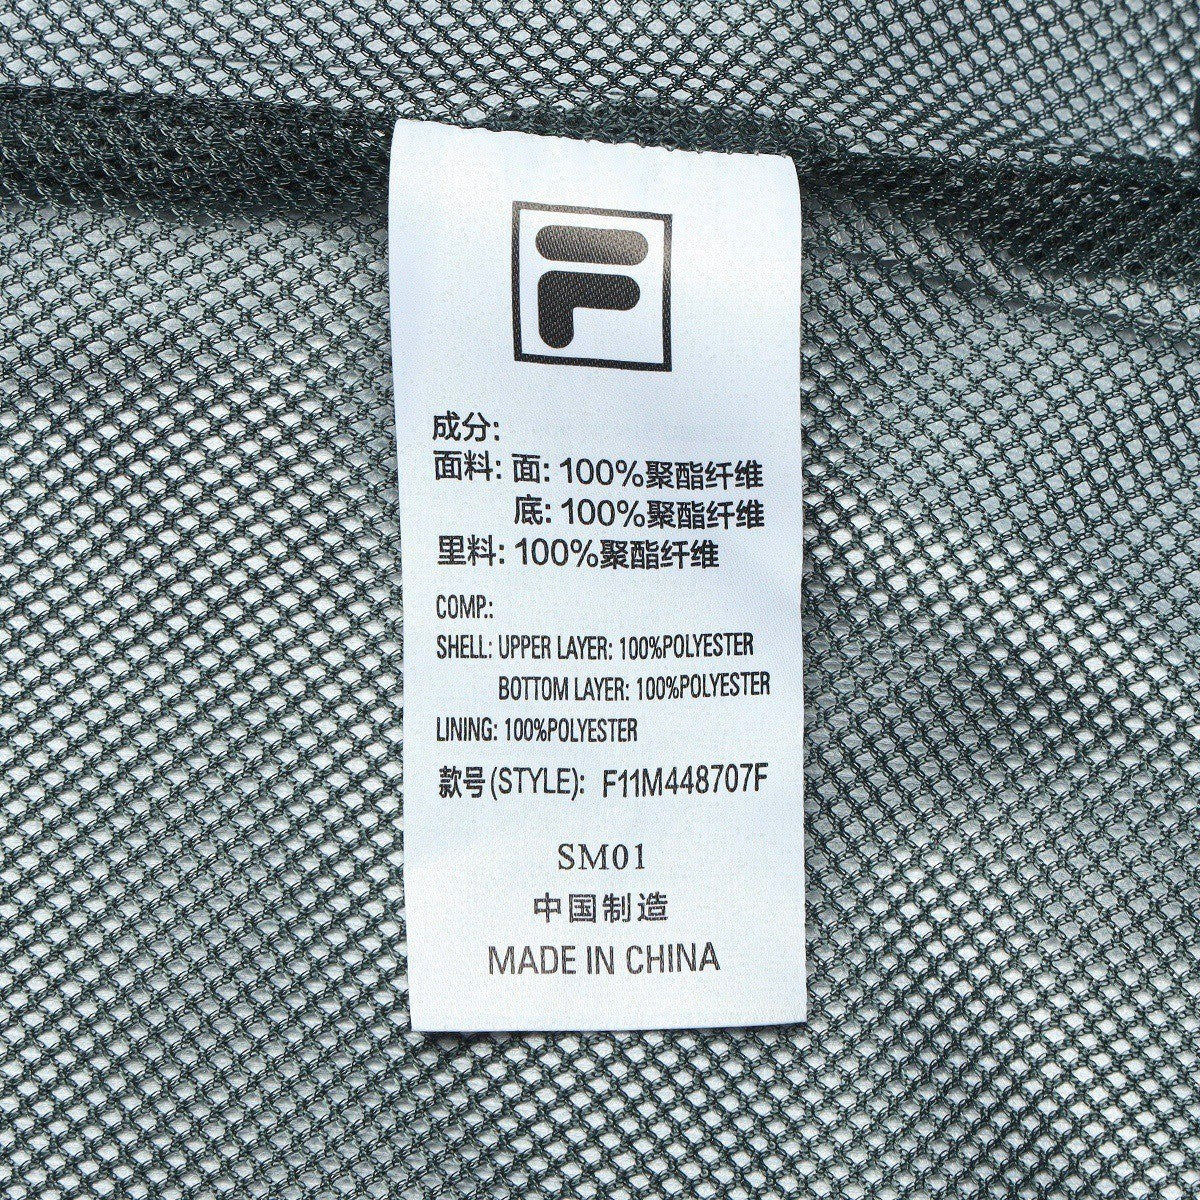 F
成分:
面料: 面: 100%聚酯纤维
底: 100%聚酯纤维
里料: 100%聚酯纤维
COMP.:
SHELL: UPPER LAYER: 100%POLYESTER
BOTTOM LAYER: 100%POLYESTER
LINING: 100%POLYESTER
款号(STYLE): F11M448707F
SM01
中国制造
MADE IN CHINA